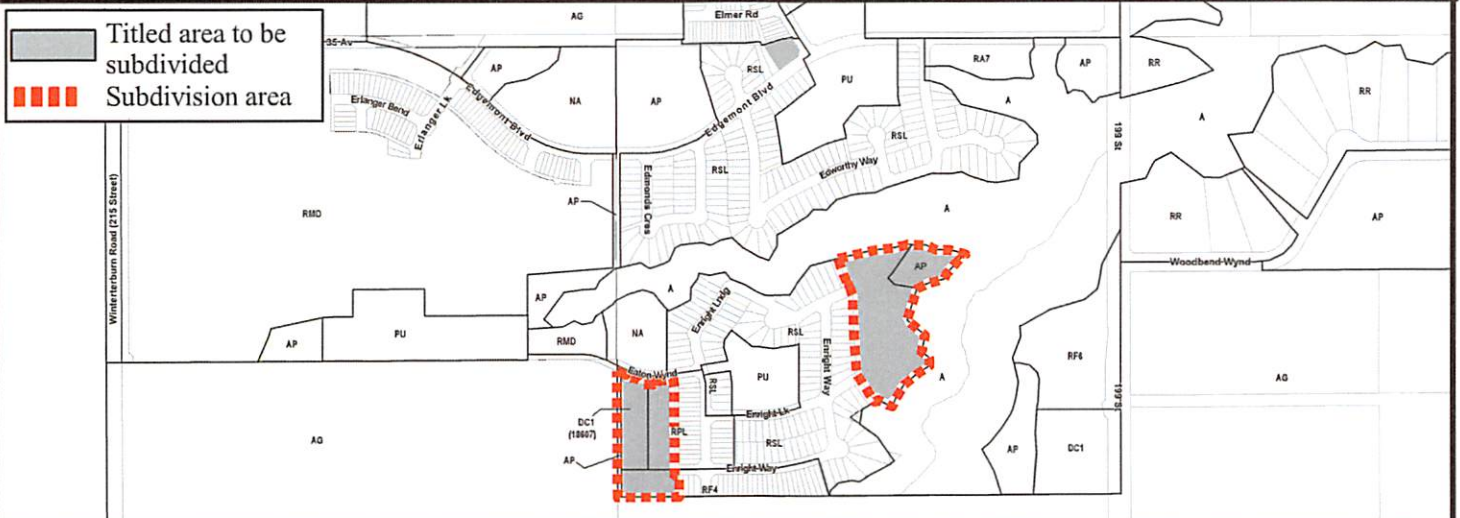 Titled area to be
subdivided
Subdivision area
AG
Elmer Rd
AG
35 Av
AP
NA
AP
RSL
PU
RA7
AP
RR
RR
Erlanger Bend
Erlanger Lk
Edgemont Blvd
Edgemont Blvd
A
A
199 St
RSL
RSL
Edworthy Way
Edmonds Cres
AP
RMD
A
RR
AP
Winterterburn Road (215 Street)
Woodbend Wynd
AP
A
AP
Enright Lndg
NA
RMD
PU
AP
RSL
Enright Way
RF6
Eaton Wynd
PU
RSL
A
AG
199 St
AG
DC1
(18607)
RPL
Enright Lk
RSL
AP
Enright Way
RF4
AP
DC1